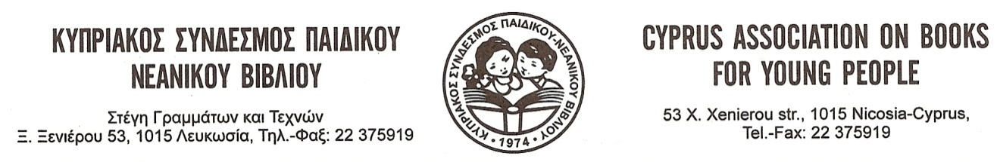 ΚΥΠΡΙΑΚΟΣ ΣΥΝΔΕΣΜΟΣ ΠΑΙΔΙΚΟΥ
ΝΕΑΝΙΚΟΥ ΒΙΒΛΙΟΥ
Στέγη Γραμμάτων και Τεχνών
Ξ. Ξενιέρου 53, 1015 Λευκωσία, Τηλ.-Φαξ: 22 375919
ΚΥΠΡΙΑΚΟΣ ΣΥΝΔΕΣΜΟΣ ΠΑΙΔΙΚΟΥ-ΝΕΑΝΙΚΟΥ ΒΙΒΛΙΟΥ
• 1974 •
CYPRUS ASSOCIATION ON BOOKS
FOR YOUNG PEOPLE
53 X. Xenierou str., 1015 Nicosia-Cyprus,
Tel.-Fax: 22 375919